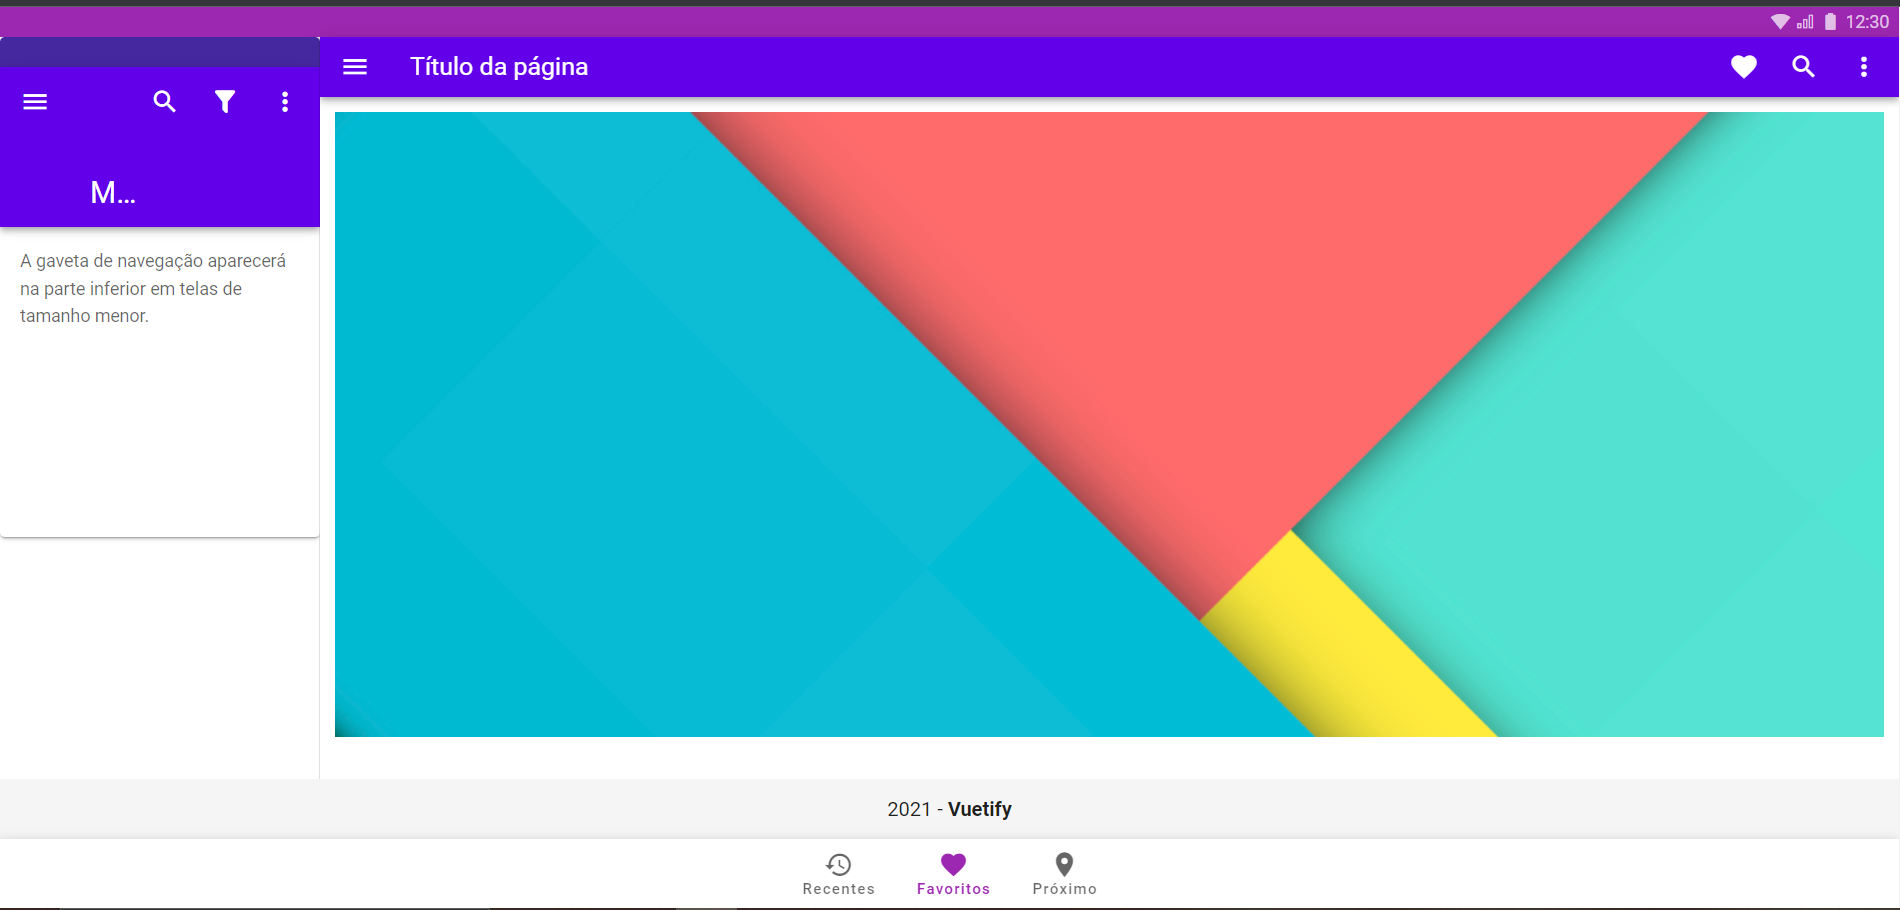 12:30
Título da página
M...
A gaveta de navegação aparecerá
na parte inferior em telas de
tamanho menor.
2021 - Vuetify
Recentes
Favoritos
Próximo